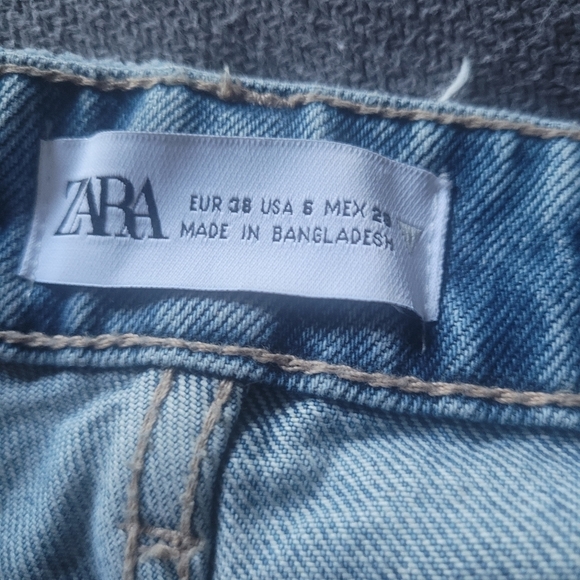 ZARA
EUR 38 USA 6 MEX 28
MADE IN BANGLADESH